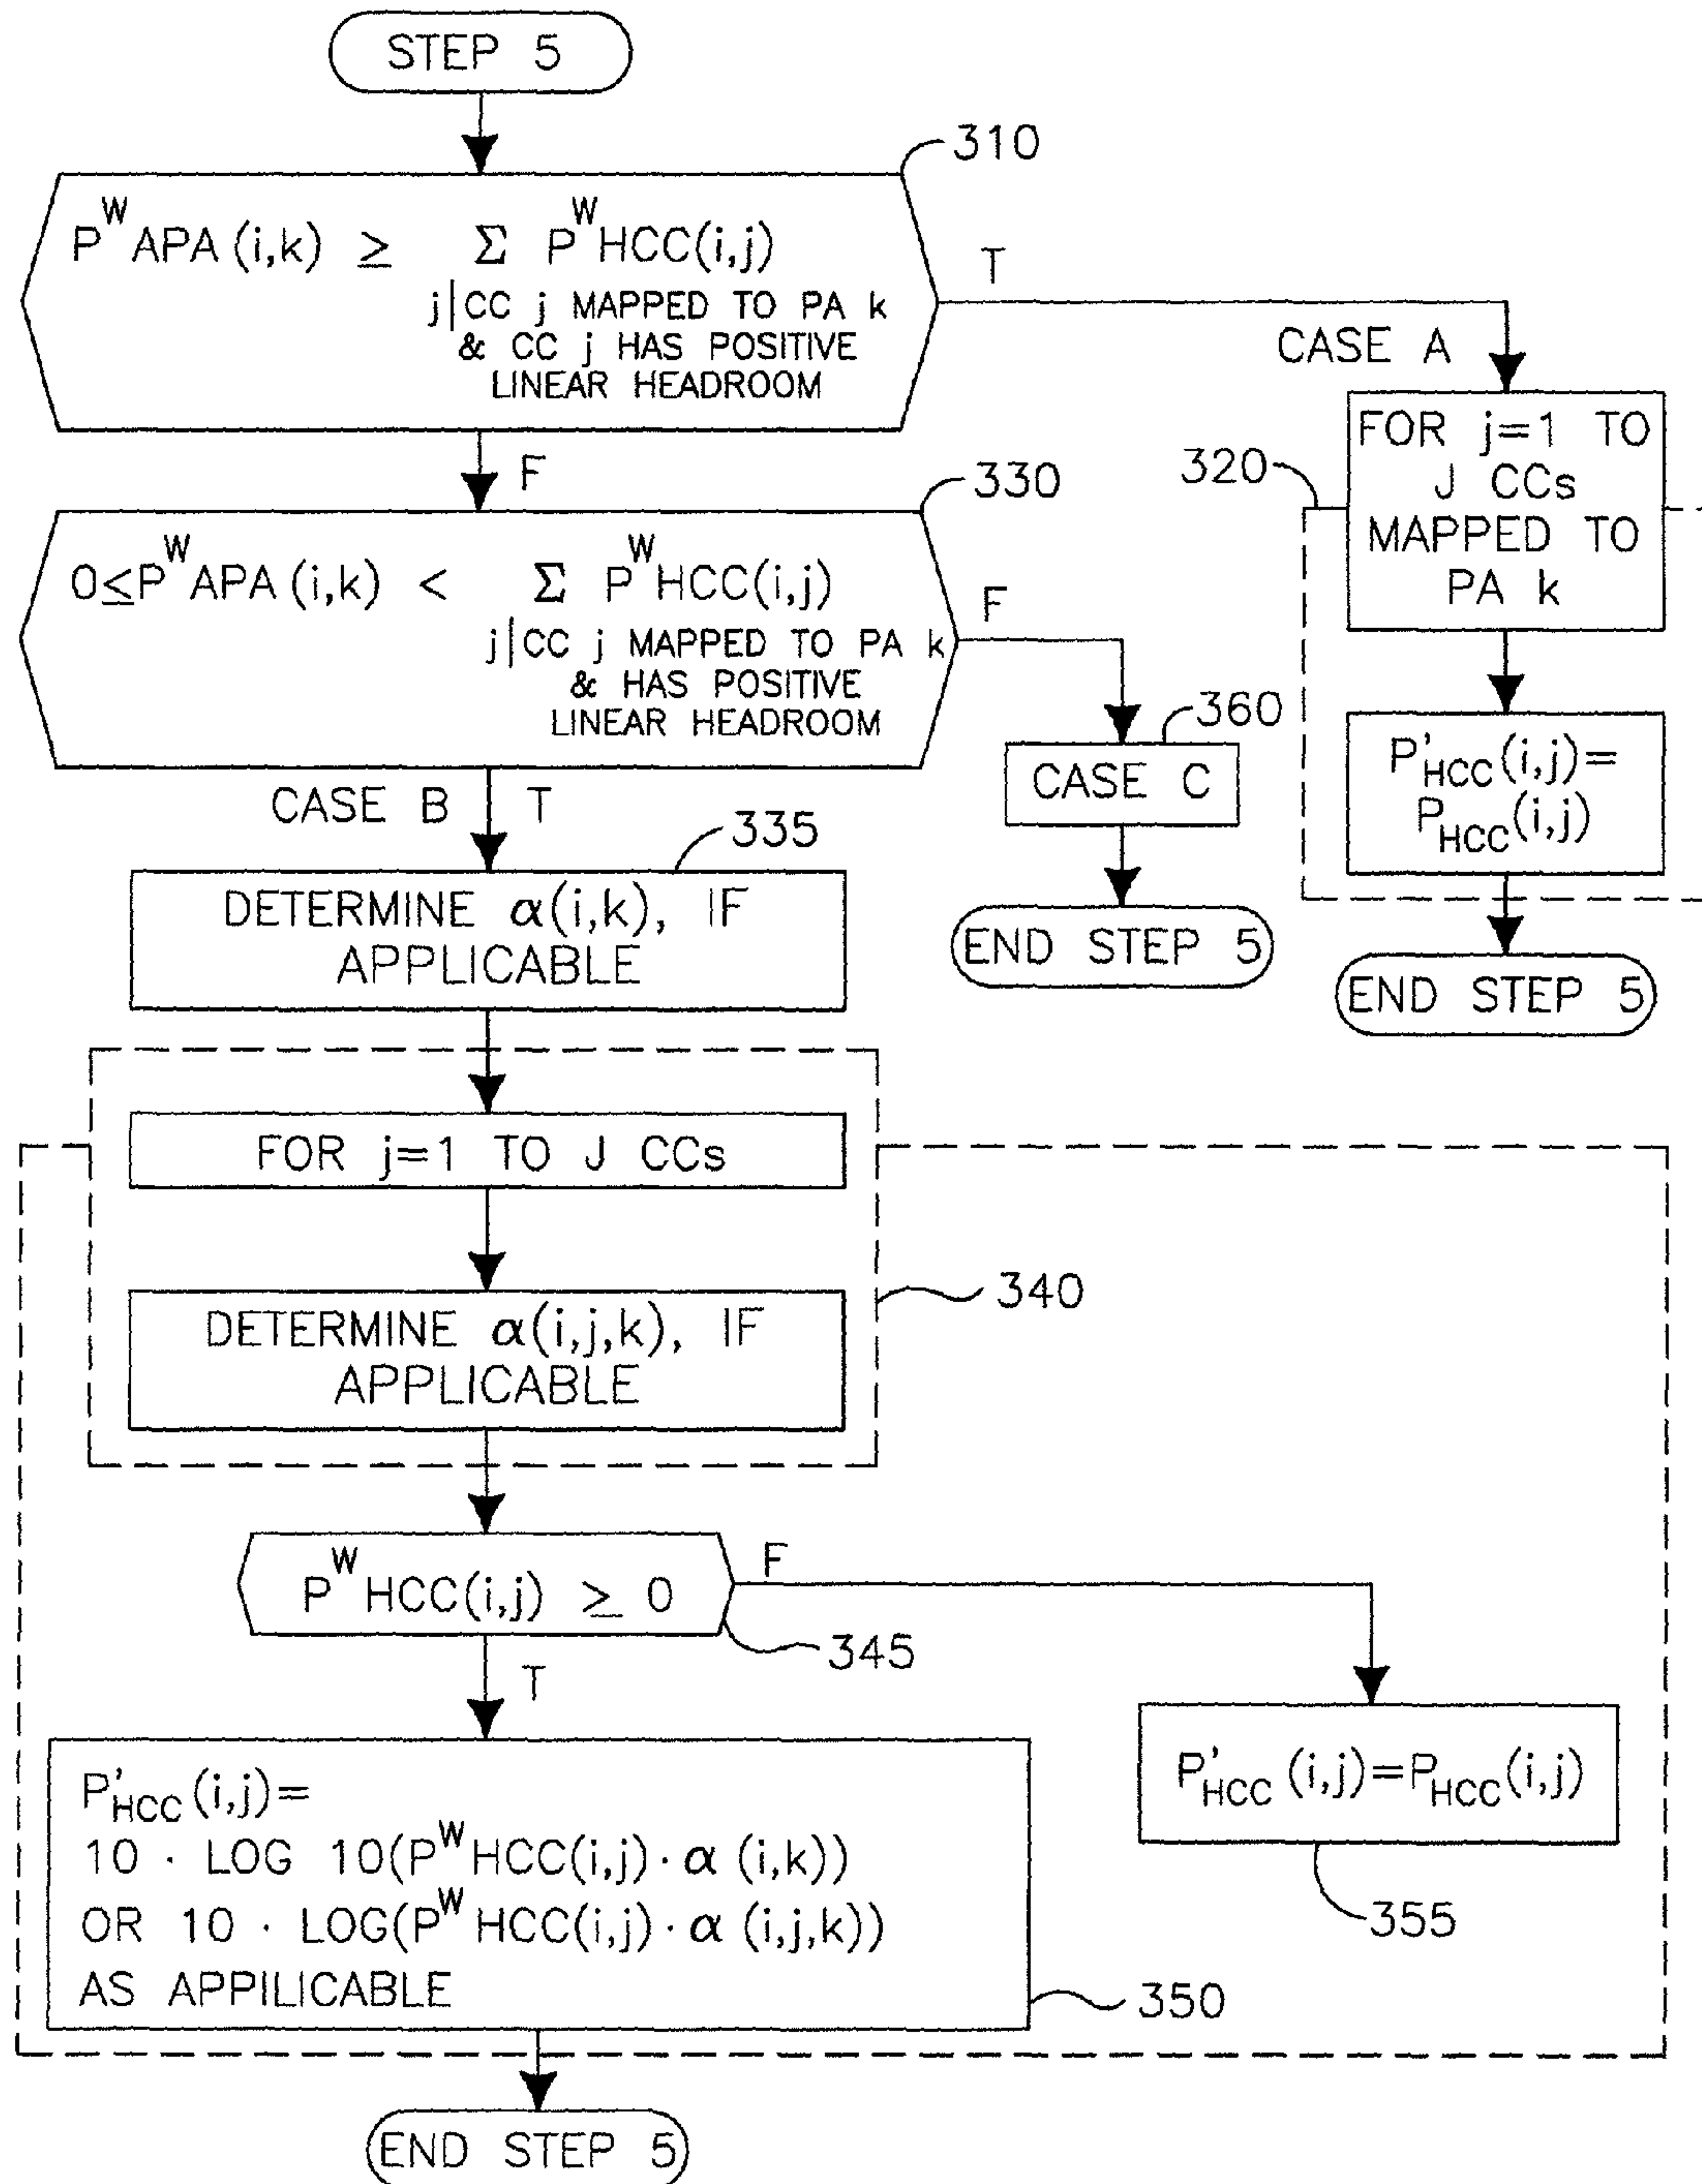 STEP 5
310
P^W APA(i,k) ≥ Σ P^W HCC(i,j)
j|CC j MAPPED TO PA k
& CC j HAS POSITIVE
LINEAR HEADROOM
T
CASE A
FOR j=1 TO
J CCs
MAPPED TO
PA k
320
P'HCC(i,j)=
PHCC(i,j)
END STEP 5
F
330
0≤P^W APA(i,k) < Σ P^W HCC(i,j)
j|CC j MAPPED TO PA k
& HAS POSITIVE
LINEAR HEADROOM
F
360
CASE C
END STEP 5
CASE B T
335
DETERMINE α(i,k), IF
APPLICABLE
FOR j=1 TO J CCs
DETERMINE α(i,j,k), IF
APPLICABLE
340
P^W HCC(i,j) ≥ 0
F
345
T
P'HCC(i,j)=
10 · LOG 10(P^W HCC(i,j) · α (i,k))
OR 10 · LOG(P^W HCC(i,j) · α (i,j,k))
AS APPILICABLE
350
P'HCC(i,j)=PHCC(i,j)
355
END STEP 5